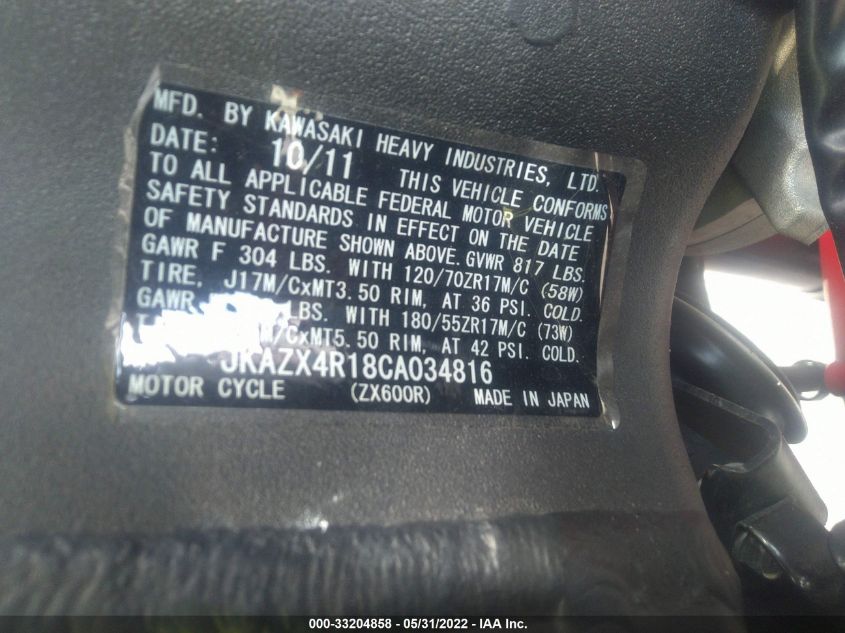 MFD. BY KAWASAKI HEAVY INDUSTRIES, LTD.
DATE: 10/11 THIS VEHICLE CONFORMS
TO ALL APPLICABLE FEDERAL MOTOR VEHICLE
SAFETY STANDARDS IN EFFECT ON THE DATE
OF MANUFACTURE SHOWN ABOVE. GVWR 817 LBS.
GAWR F 304 LBS. WITH 120/70ZR17M/C (58W)
TIRE, J17M/CxMT3.50 RIM, AT 36 PSI. COLD.
GAWR LBS. WITH 180/55ZR17M/C (73W)
M/CxMT5.50 RIM, AT 42 PSI. COLD.
JKAZX4R18CA034816
MOTOR CYCLE (ZX600R) MADE IN JAPAN
000-33204858 - 05/31/2022 - IAA Inc.